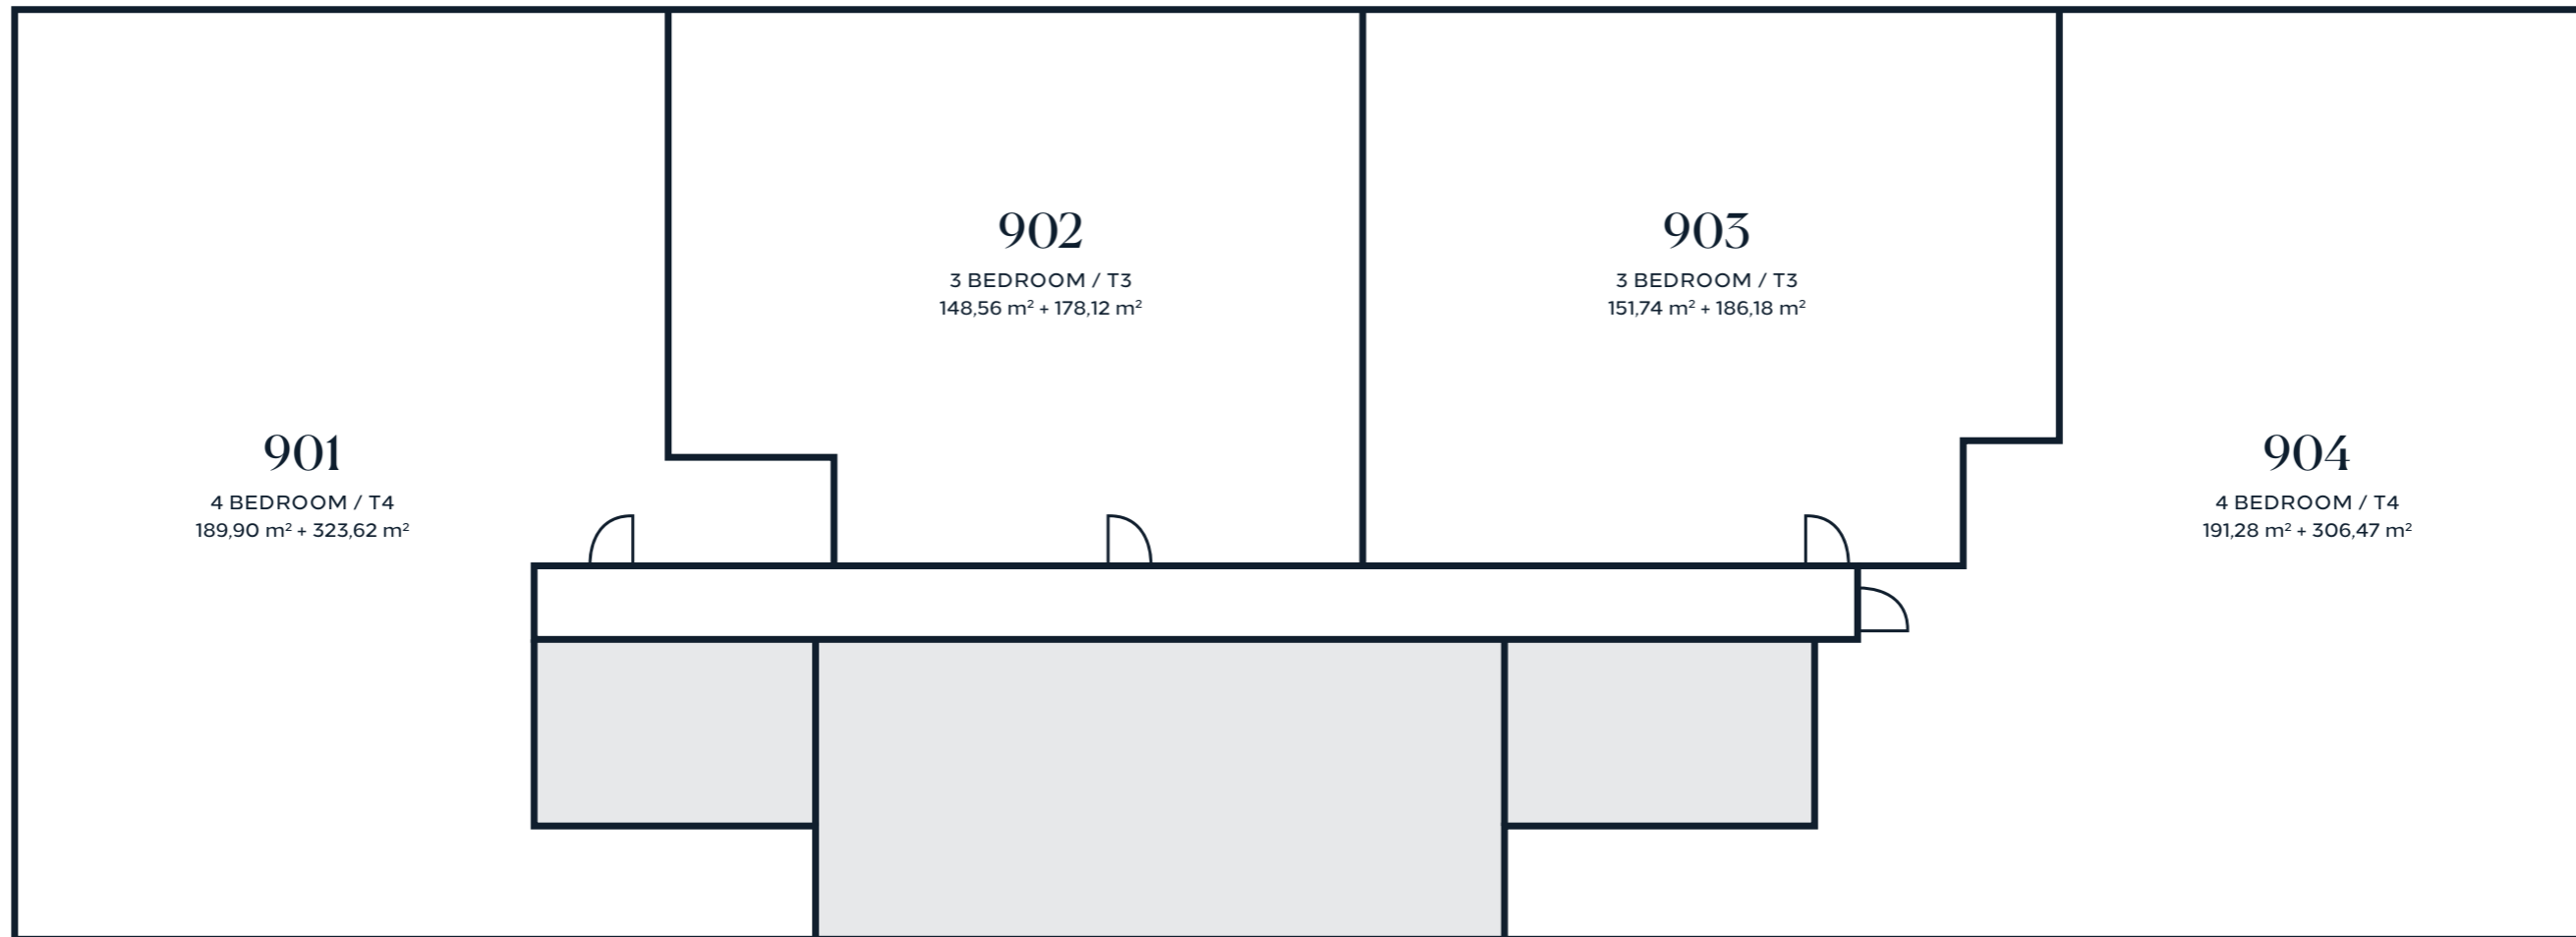 902
3 BEDROOM / T3
148,56 m² + 178,12 m²
903
3 BEDROOM / T3
151,74 m² + 186,18 m²
901
4 BEDROOM / T4
189,90 m² + 323,62 m²
904
4 BEDROOM / T4
191,28 m² + 306,47 m²